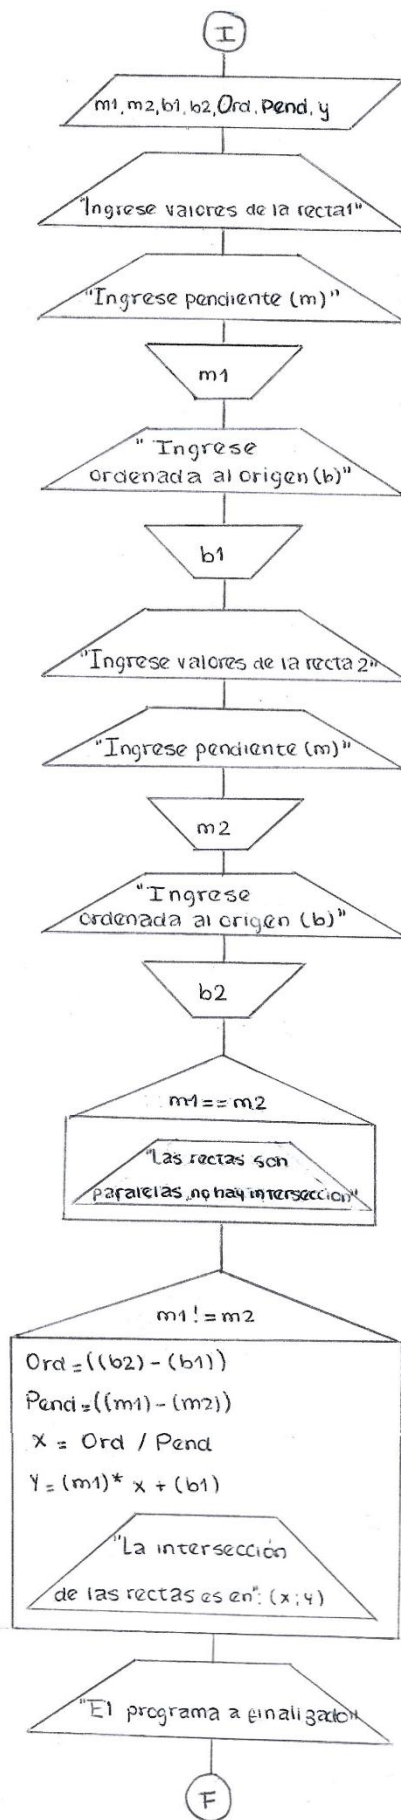 I
m1, m2, b1, b2, Ord, Pend, y
"Ingrese valores de la recta1"
"Ingrese pendiente (m)"
m1
"Ingrese
ordenada al origen (b)"
b1
"Ingrese valores de la recta 2"
"Ingrese pendiente (m)"
m2
"Ingrese
ordenada al origen (b)"
b2
m1 == m2
"Las rectas son
paralelas, no hay interseccion"
m1 != m2
Ord = ((b2) - (b1))
Pend = ((m1) - (m2))
x = Ord / Pend
Y = (m1) * x + (b1)
"La intersección
de las rectas es en": (x ; y)
"El programa a finalizado"
F